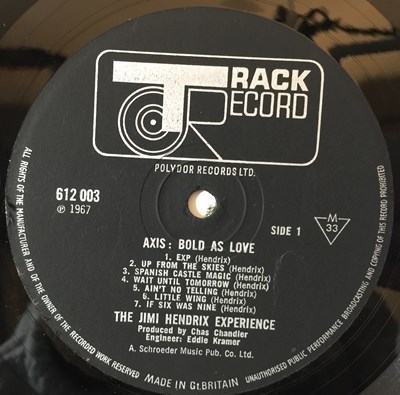 TRACK
RECORD
POLYDOR RECORDS LTD.
612 003
℗ 1967
SIDE 1
M
33
AXIS: BOLD AS LOVE
1. EXP (Hendrix)
2. UP FROM THE SKIES (Hendrix)
3. SPANISH CASTLE MAGIC (Hendrix)
4. WAIT UNTIL TOMORROW (Hendrix)
5. AIN'T NO TELLING (Hendrix)
6. LITTLE WING (Hendrix)
7. IF SIX WAS NINE (Hendrix)
THE JIMI HENDRIX EXPERIENCE
Produced by Chas Chandler
Engineer: Eddie Kramer
A. Schroeder Music Pub. Co. Ltd.
ALL RIGHTS OF THE MANUFACTURER AND OF THE OWNER OF THE RECORDED WORK RESERVED
MADE IN Gt. BRITAIN
UNAUTHORISED PUBLIC PERFORMANCE BROADCASTING AND COPYING OF THIS RECORD PROHIBITED